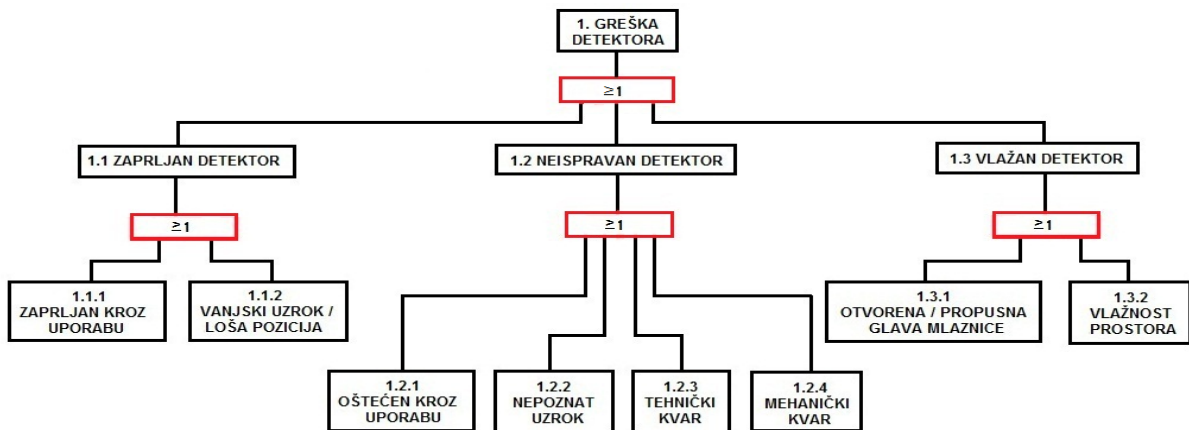 1. GREŠKA
DETEKTORA
≥1
1.1 ZAPRLJAN DETEKTOR
1.2 NEISPRAVAN DETEKTOR
1.3 VLAŽAN DETEKTOR
≥1
≥1
≥1
1.1.1
ZAPRLJAN KROZ
UPORABU
1.1.2
VANJSKI UZROK /
LOŠA POZICIJA
1.3.1
OTVORENA / PROPUSNA
GLAVA MLAZNICE
1.3.2
VLAŽNOST
PROSTORA
1.2.1
OŠTEĆEN KROZ
UPORABU
1.2.2
NEPOZNAT
UZROK
1.2.3
TEHNIČKI
KVAR
1.2.4
MEHANIČKI
KVAR